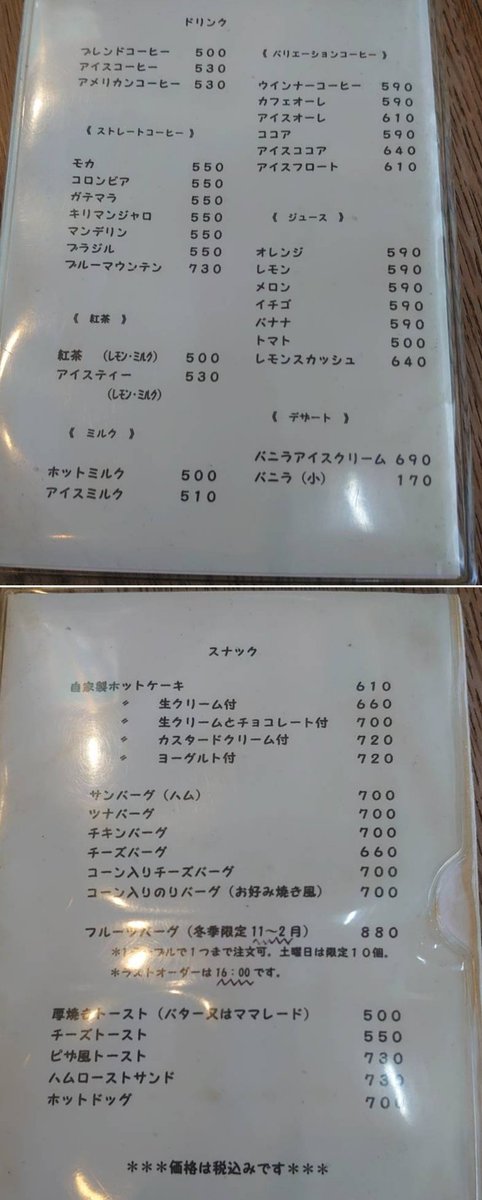 ドリンク
ブレンドコーヒー 500
アイスコーヒー 530
アメリカンコーヒー 530
《 ストレートコーヒー 》
モカ 550
コロンビア 550
ガテマラ 550
キリマンジャロ 550
マンデリン 550
ブラジル 550
ブルーマウンテン 730
《 紅茶 》
紅茶 (レモン・ミルク) 500
アイスティー 530
(レモン・ミルク)
《 ミルク 》
ホットミルク 500
アイスミルク 510
《 バリエーションコーヒー 》
ウインナーコーヒー 590
カフェオーレ 590
アイスオーレ 610
ココア 590
アイスココア 640
アイスフロート 610
《 ジュース 》
オレンジ 590
レモン 590
メロン 590
イチゴ 590
バナナ 590
トマト 500
レモンスカッシュ 640
《 デザート 》
バニラアイスクリーム 690
バニラ (小) 170
スナック
自家製ホットケーキ 610
〃 生クリーム付 660
〃 生クリームとチョコレート付 700
〃 カスタードクリーム付 720
〃 ヨーグルト付 720
サンバーグ (ハム) 700
ツナバーグ 700
チキンバーグ 700
チーズバーグ 660
コーン入りチーズバーグ 700
コーン入りのりバーグ (お好み焼き風) 700
フルーツバーグ (冬季限定 11～2月) 880
*1テーブルで1つまで注文可。土曜日は限定10個。
*ラストオーダーは16:00です。
厚焼きトースト (バター又はママレード) 500
チーズトースト 550
ピザ風トースト 730
ハムローストサンド 730
ホットドッグ 700
***価格は税込みです***